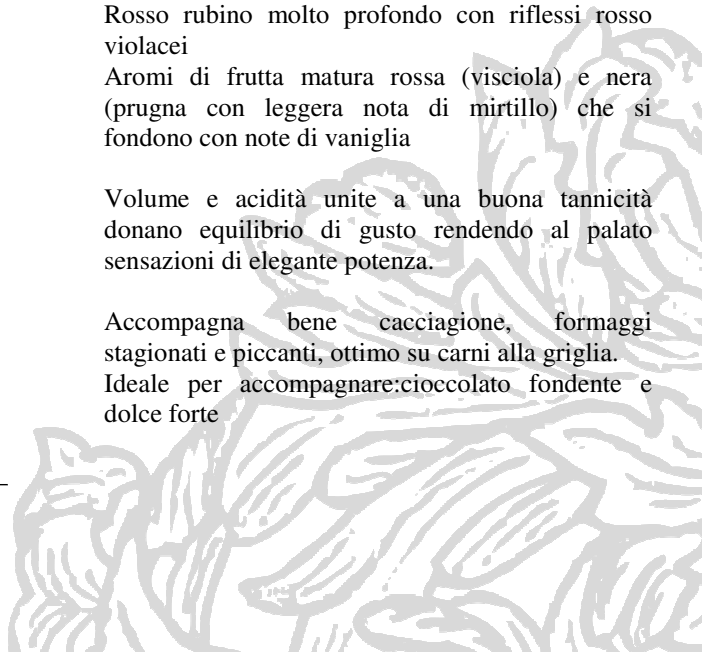 Rosso rubino molto profondo con riflessi rosso
violacei
Aromi di frutta matura rossa (visciola) e nera
(prugna con leggera nota di mirtillo) che si
fondono con note di vaniglia
Volume e acidità unite a una buona tannicità
donano equilibrio di gusto rendendo al palato
sensazioni di elegante potenza.
Accompagna bene cacciagione, formaggi
stagionati e piccanti, ottimo su carni alla griglia.
Ideale per accompagnare:cioccolato fondente e
dolce forte